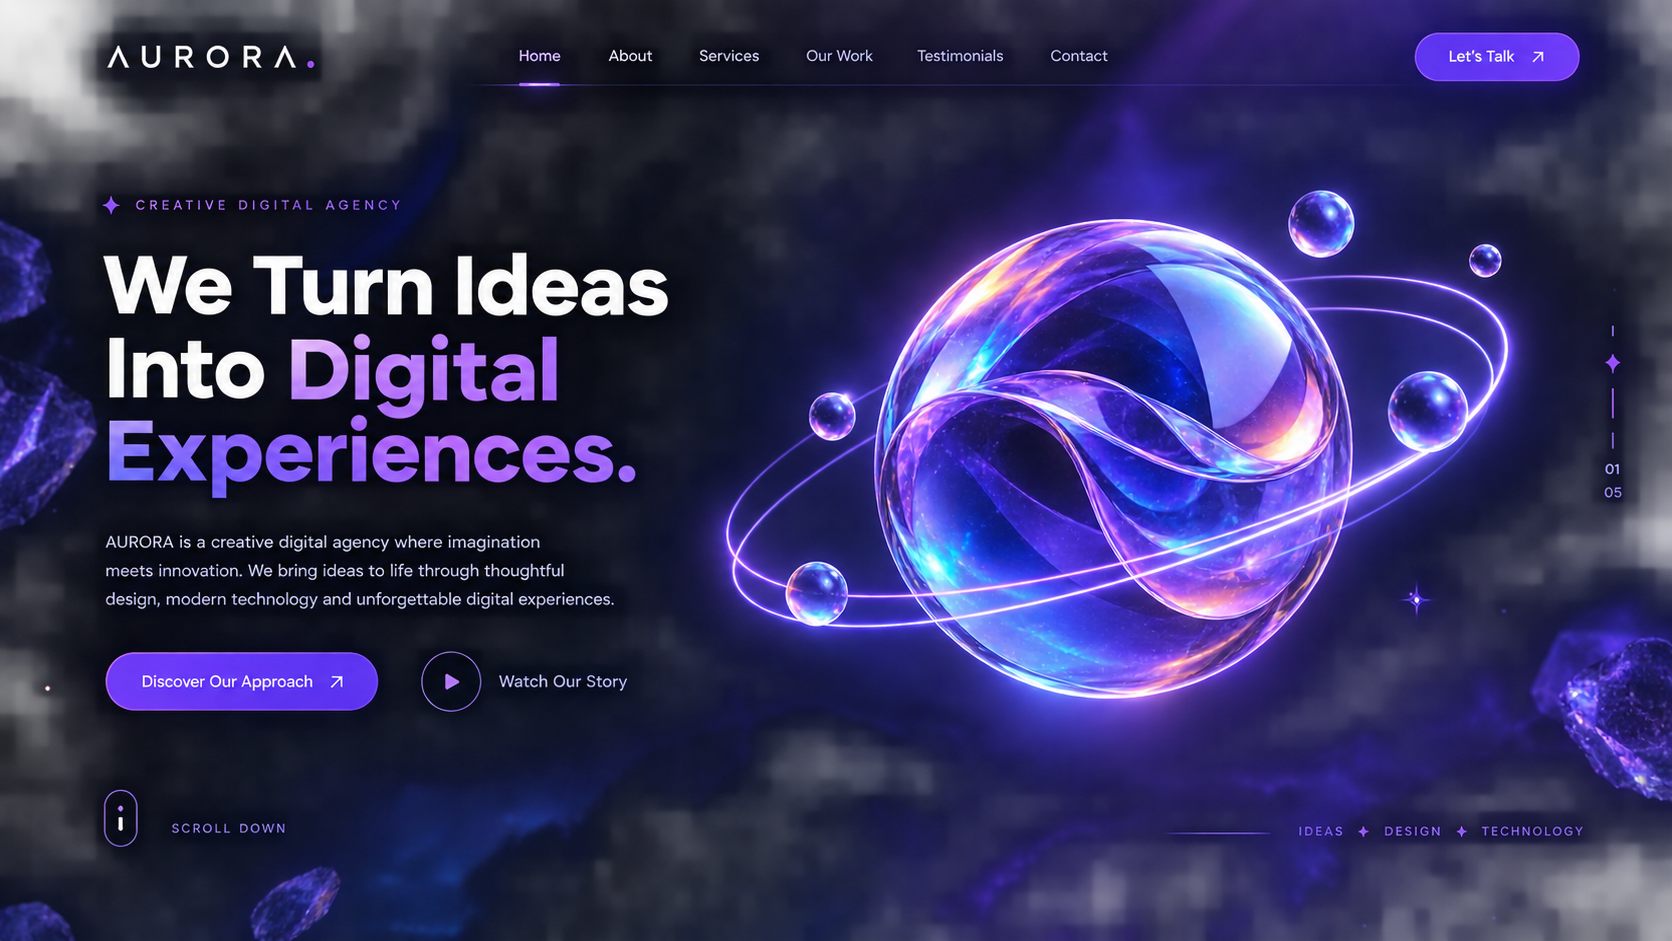 AURORA.
Home
About
Services
Our Work
Testimonials
Contact
Let's Talk
CREATIVE DIGITAL AGENCY
We Turn Ideas
Into Digital
Experiences.
AURORA is a creative digital agency where imagination
meets innovation. We bring ideas to life through thoughtful
design, modern technology and unforgettable digital experiences.
Discover Our Approach
Watch Our Story
01
05
SCROLL DOWN
IDEAS
DESIGN
TECHNOLOGY